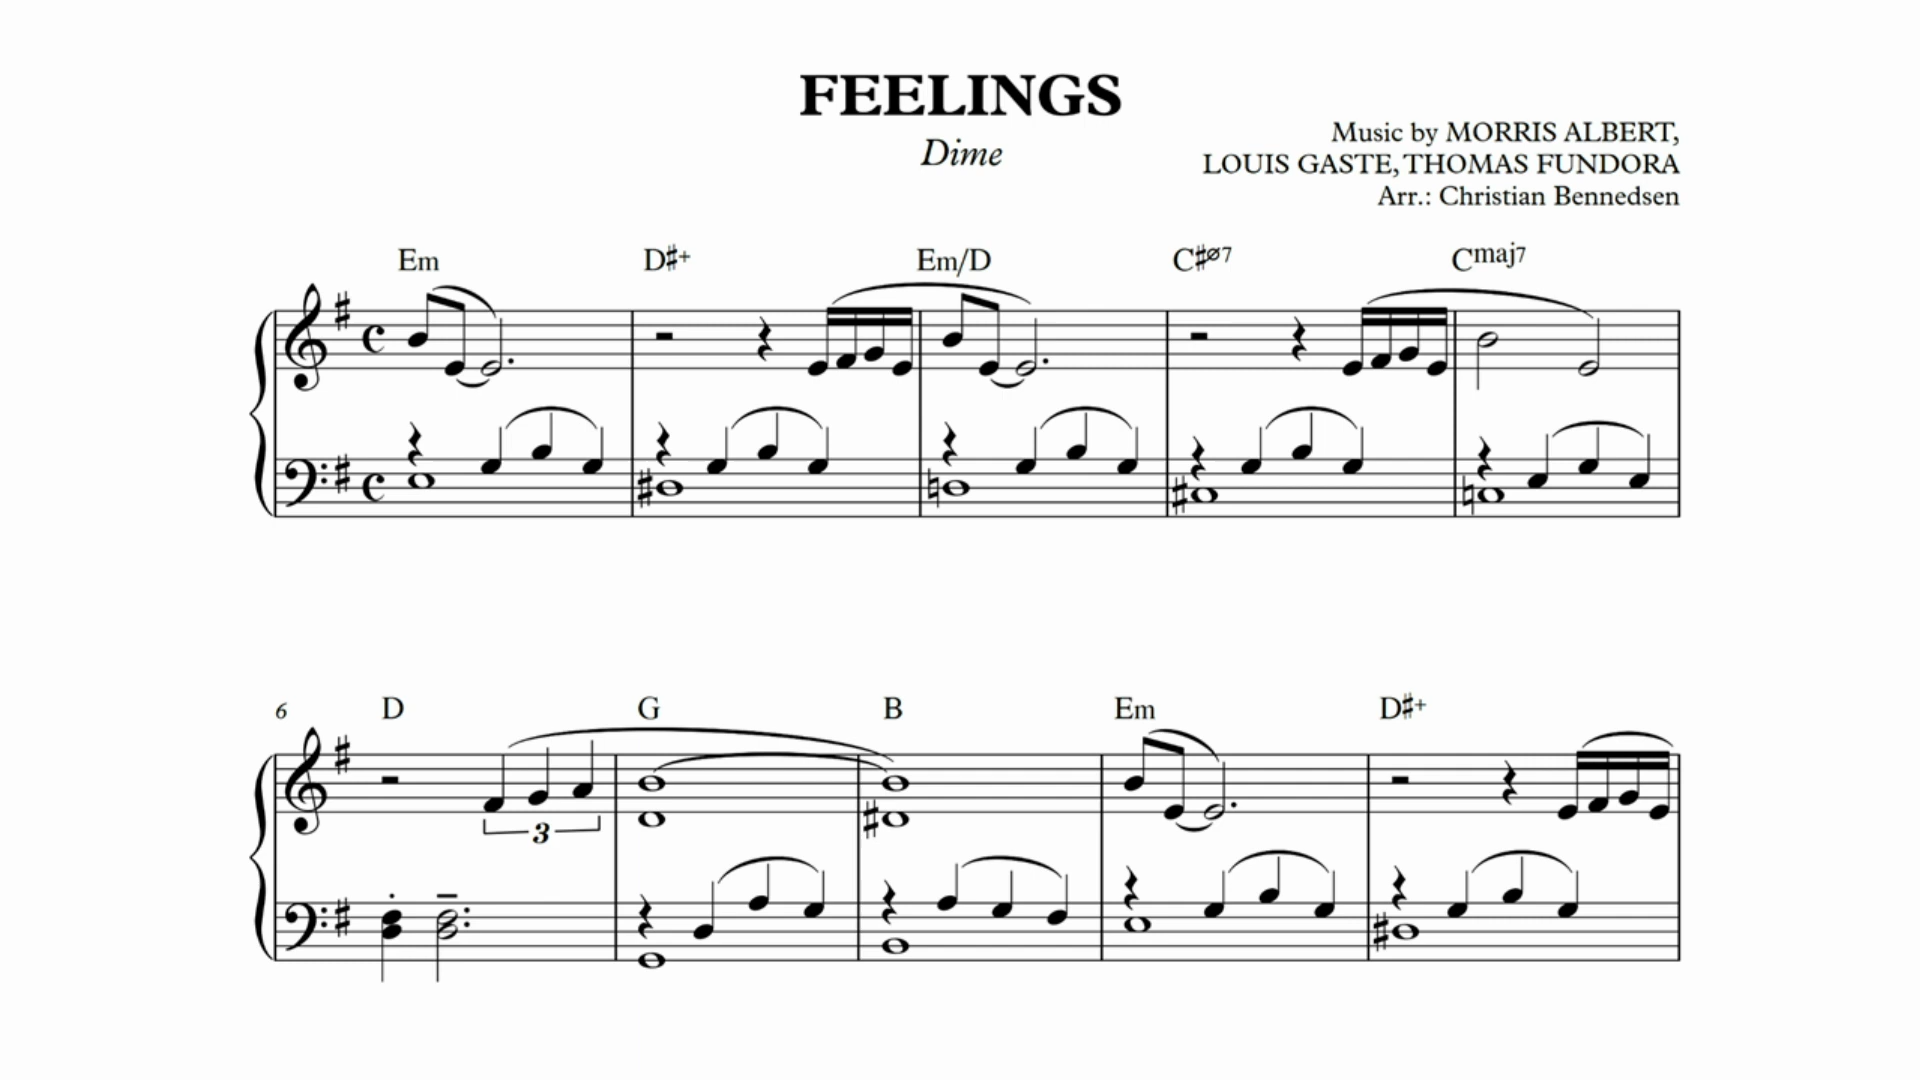 FEELINGS
Dime
Music by MORRIS ALBERT,
LOUIS GASTE, THOMAS FUNDORA
Arr.: Christian Bennedsen
Em D♯+ Em/D C♯ø7 Cmaj7
6 D G B Em D♯+
3